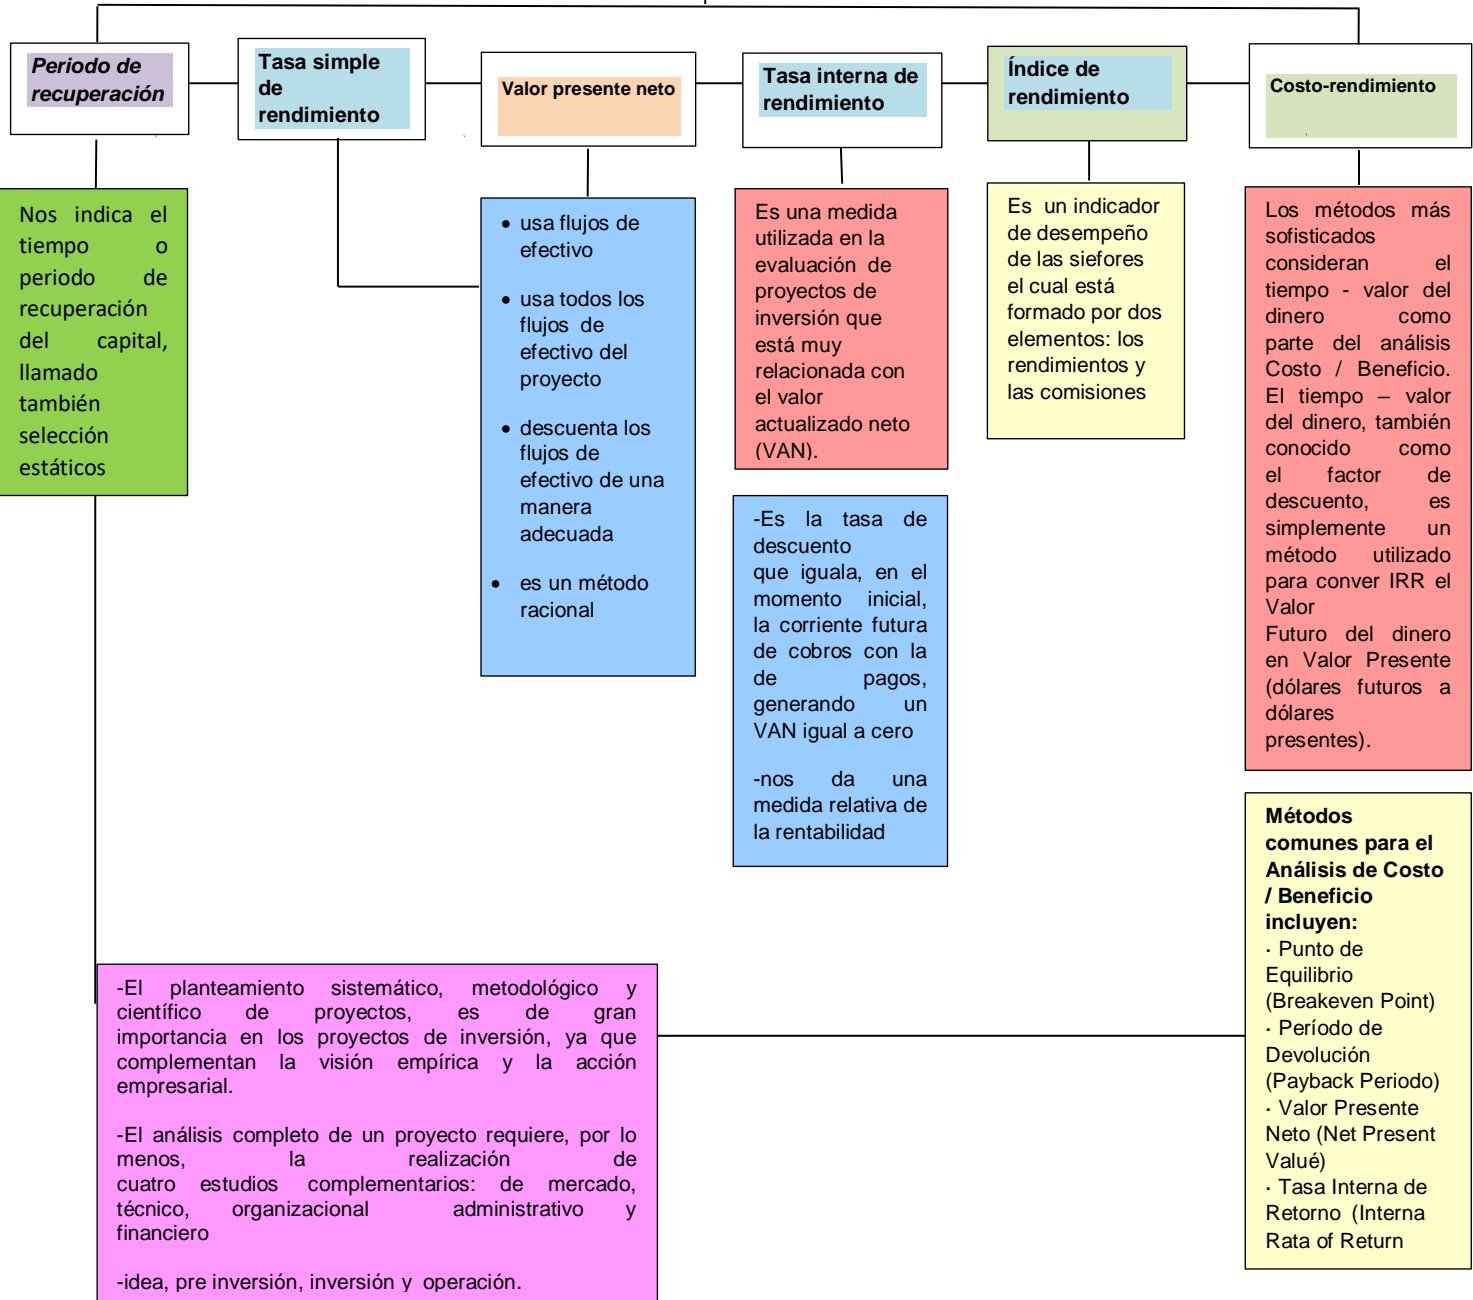 Periodo de
recuperación
Tasa simple
de
rendimiento
Valor presente neto
Tasa interna de
rendimiento
Índice de
rendimiento
Costo-rendimiento
Nos indica el
tiempo o
periodo de
recuperación
del capital,
llamado
también
selección
estáticos
• usa flujos de
efectivo
• usa todos los
flujos de
efectivo del
proyecto
• descuenta los
flujos de
efectivo de una
manera
adecuada
• es un método
racional
Es una medida
utilizada en la
evaluación de
proyectos de
inversión que
está muy
relacionada con
el valor
actualizado neto
(VAN).
-Es la tasa de
descuento
que iguala, en el
momento inicial,
la corriente futura
de cobros con la
de pagos,
generando un
VAN igual a cero
-nos da una
medida relativa de
la rentabilidad
Es un indicador
de desempeño
de las siefores
el cual está
formado por dos
elementos: los
rendimientos y
las comisiones
Los métodos más
sofisticados
consideran el
tiempo - valor del
dinero como
parte del análisis
Costo / Beneficio.
El tiempo – valor
del dinero, también
conocido como
el factor de
descuento, es
simplemente un
método utilizado
para conver IRR el
Valor
Futuro del dinero
en Valor Presente
(dólares futuros a
dólares
presentes).
Métodos
comunes para el
Análisis de Costo
/ Beneficio
incluyen:
· Punto de
Equilibrio
(Breakeven Point)
· Período de
Devolución
(Payback Periodo)
· Valor Presente
Neto (Net Present
Valué)
· Tasa Interna de
Retorno (Interna
Rata of Return
-El planteamiento sistemático, metodológico y
científico de proyectos, es de gran
importancia en los proyectos de inversión, ya que
complementan la visión empírica y la acción
empresarial.
-El análisis completo de un proyecto requiere, por lo
menos, la realización de
cuatro estudios complementarios: de mercado,
técnico, organizacional administrativo y
financiero
-idea, pre inversión, inversión y operación.